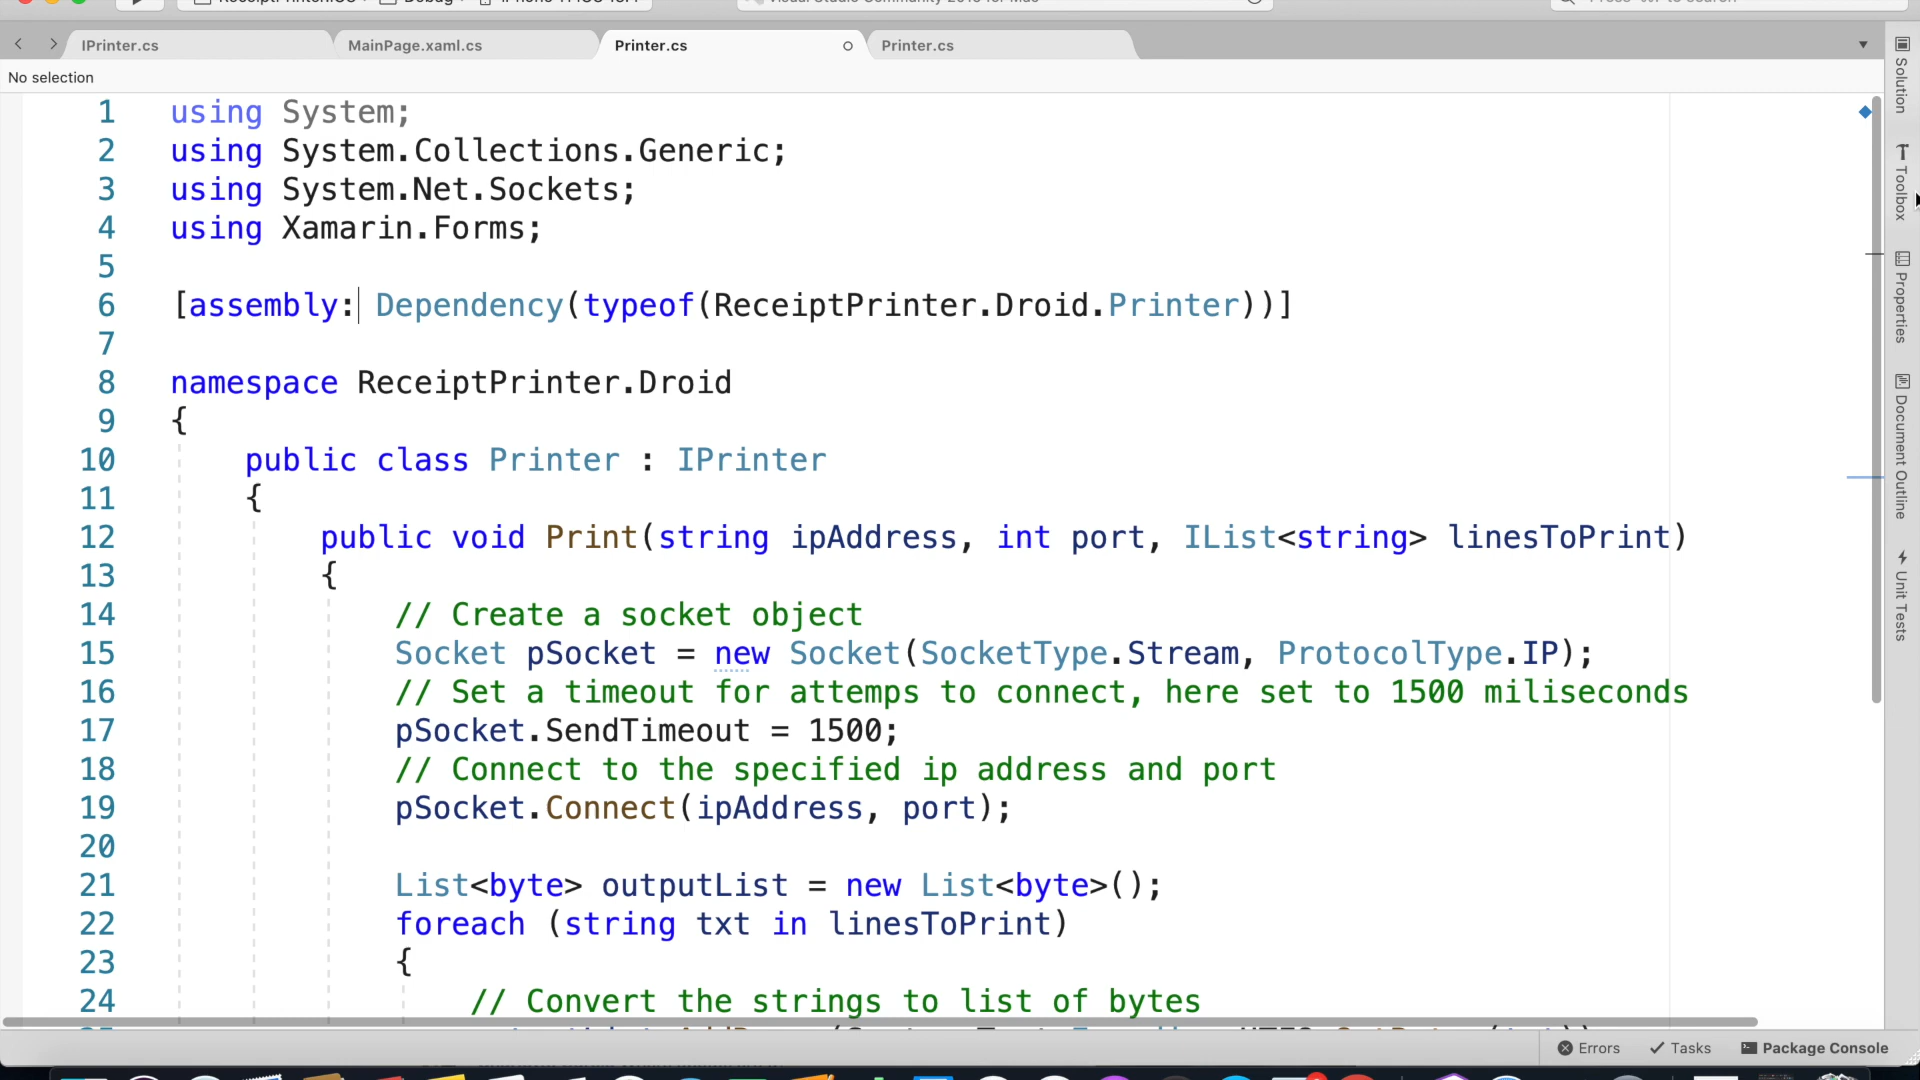 IPrinter.cs
MainPage.xaml.cs
Printer.cs
Printer.cs
No selection
1 using System;
2 using System.Collections.Generic;
3 using System.Net.Sockets;
4 using Xamarin.Forms;
5
6 [assembly: Dependency(typeof(ReceiptPrinter.Droid.Printer))]
7
8 namespace ReceiptPrinter.Droid
9 {
10 public class Printer : IPrinter
11 {
12 public void Print(string ipAddress, int port, IList<string> linesToPrint)
13 {
14 // Create a socket object
15 Socket pSocket = new Socket(SocketType.Stream, ProtocolType.IP);
16 // Set a timeout for attemps to connect, here set to 1500 miliseconds
17 pSocket.SendTimeout = 1500;
18 // Connect to the specified ip address and port
19 pSocket.Connect(ipAddress, port);
20
21 List<byte> outputList = new List<byte>();
22 foreach (string txt in linesToPrint)
23 {
24 // Convert the strings to list of bytes
Solution
Toolbox
Properties
Document Outline
Unit Tests
Errors
Tasks
Package Console